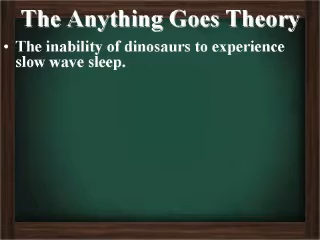 The Anything Goes Theory
• The inability of dinosaurs to experience
slow wave sleep.